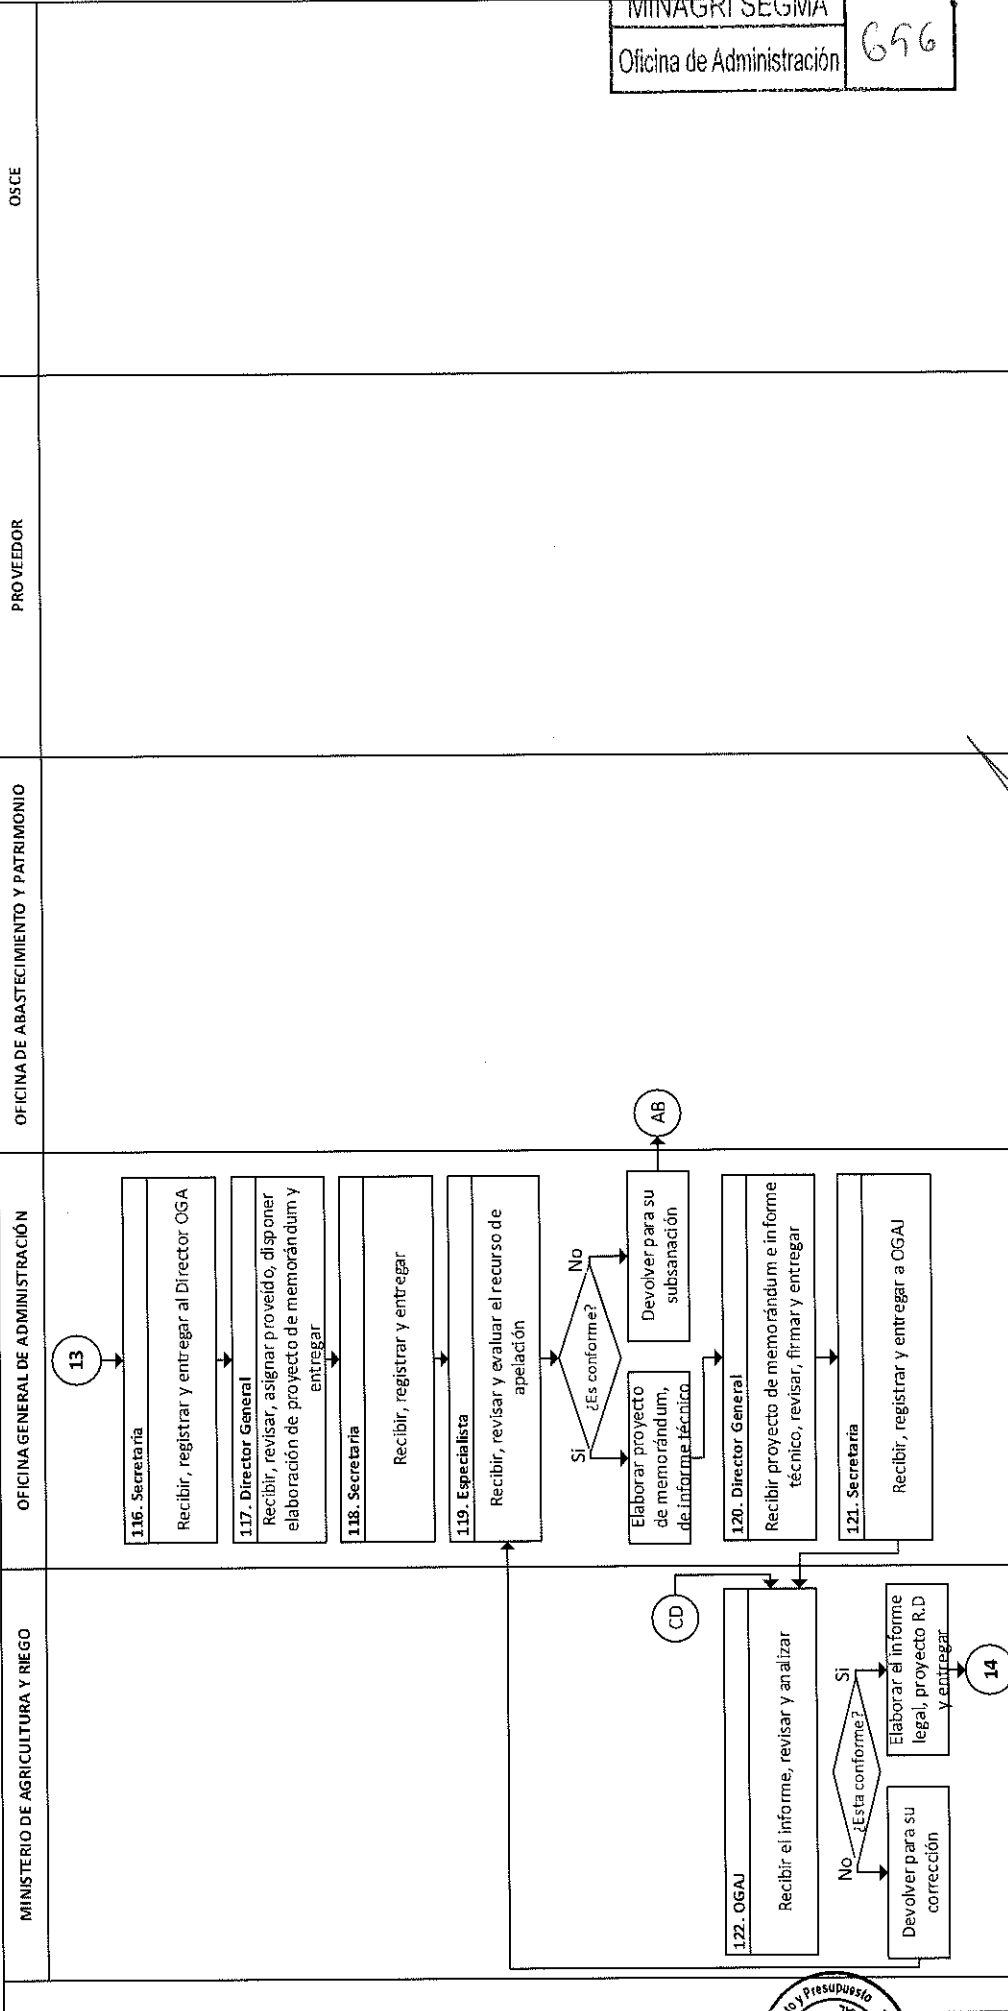 MINAGRI SEGMA
Oficina de Administración
656
MINISTERIO DE AGRICULTURA Y RIEGO
OFICINA GENERAL DE ADMINISTRACIÓN
OFICINA DE ABASTECIMIENTO Y PATRIMONIO
PROVEEDOR
OSCE
13
116. Secretaria
Recibir, registrar y entregar al Director OGA
117. Director General
Recibir, revisar, asignar proveído, disponer
elaboración de proyecto de memorándum y
entregar
118. Secretaria
Recibir, registrar y entregar
119. Especialista
Recibir, revisar y evaluar el recurso de
apelación
¿Es conforme?
Si
No
Elaborar proyecto
de memorándum,
de informe técnico
Devolver para su
subsanación
AB
120. Director General
Recibir proyecto de memorándum e informe
técnico, revisar, firmar y entregar
121. Secretaria
Recibir, registrar y entregar a OGAJ
CD
122. OGAJ
Recibir el informe, revisar y analizar
¿Esta conforme?
No
Si
Devolver para su
corrección
Elaborar el informe
legal, proyecto R.D
y entregar
14
y Presupuesto